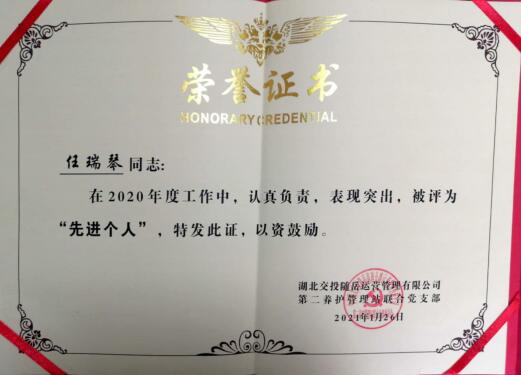 荣誉证书
HONORARY CREDENTIAL
任瑞琴同志:
在2020年度工作中，认真负责，表现突出，被评为
“先进个人”，特发此证，以资鼓励。
湖北交投随岳运营管理有限公司
第二养护管理站联合党支部
2021年1月26日